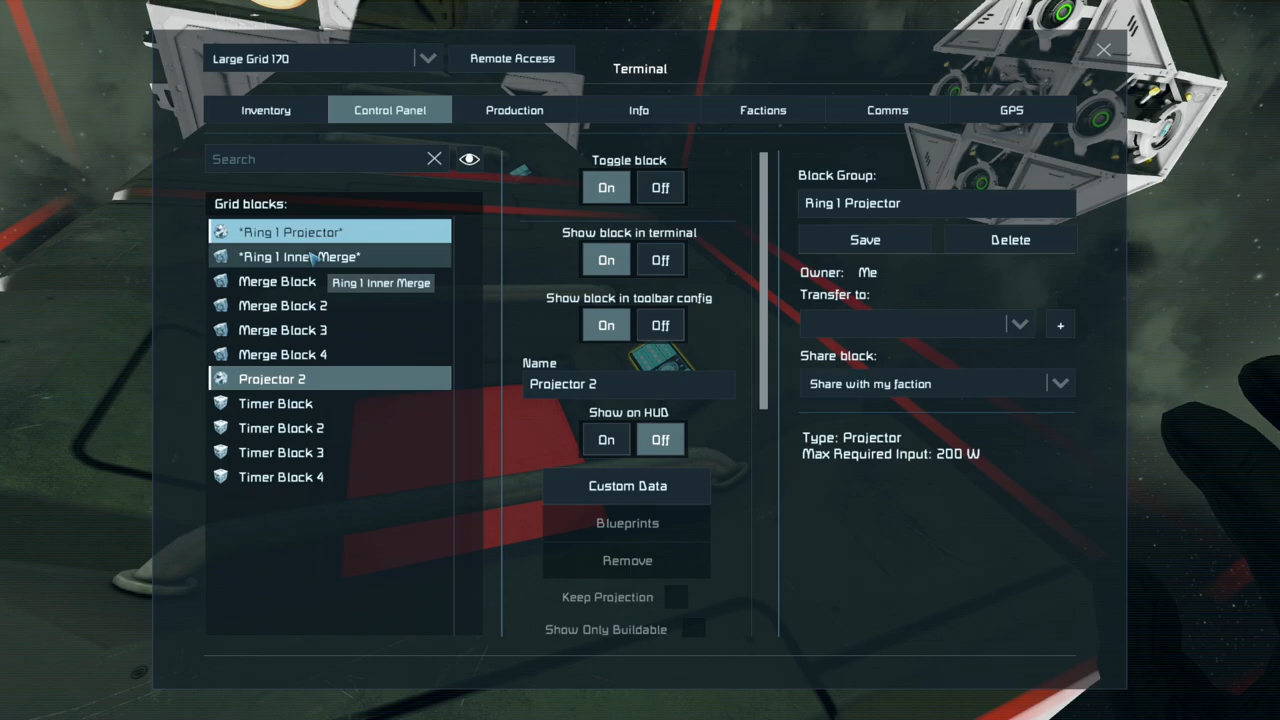 Large Grid 170
Remote Access
Terminal
Inventory
Control Panel
Production
Info
Factions
Comms
GPS
Search
Grid blocks:
*Ring 1 Projector*
*Ring 1 Inner Merge*
Merge Block
Ring 1 Inner Merge
Merge Block 2
Merge Block 3
Merge Block 4
Projector 2
Timer Block
Timer Block 2
Timer Block 3
Timer Block 4
Toggle block
On Off
Show block in terminal
On Off
Show block in toolbar config
On Off
Name
Projector 2
Show on HUD
On Off
Custom Data
Blueprints
Remove
Keep Projection
Show Only Buildable
Block Group:
Ring 1 Projector
Save Delete
Owner: Me
Transfer to:
+
Share block:
Share with my faction
Type: Projector
Max Required Input: 200 W